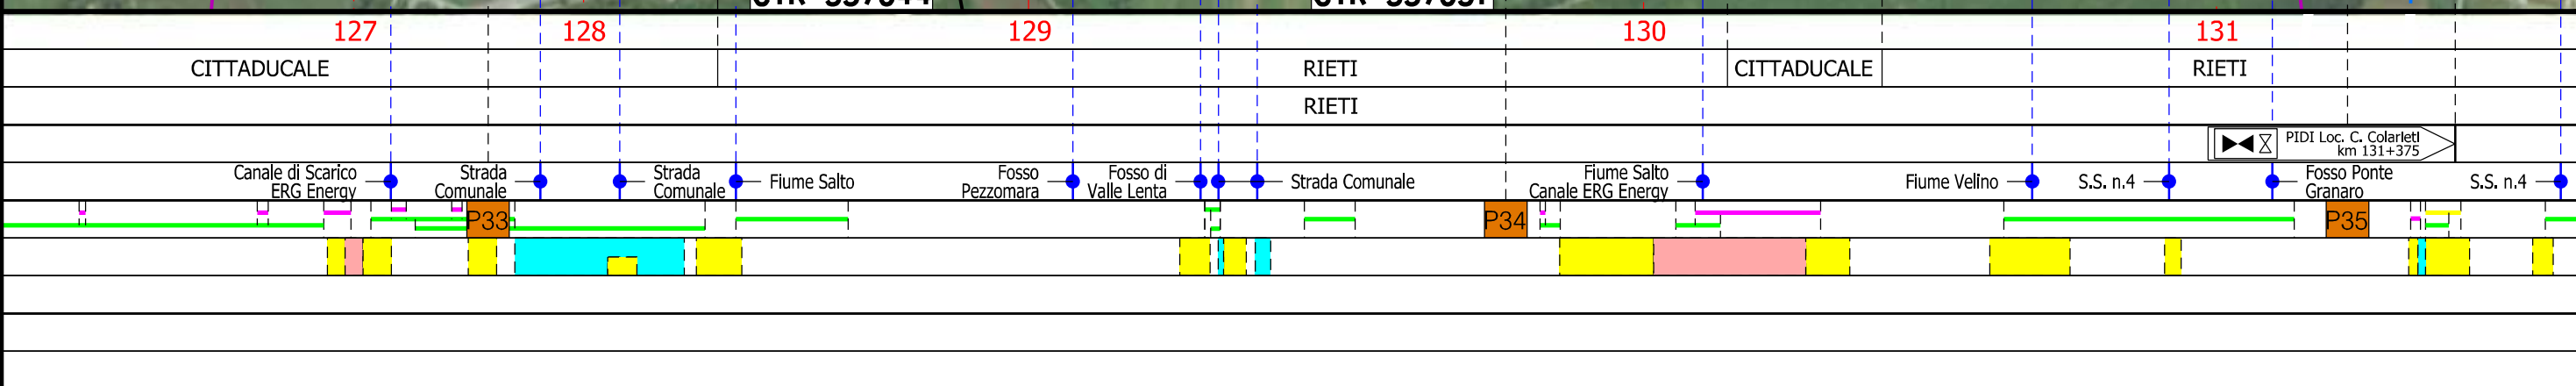 127 128 129 130 131
CITTADUCALE RIETI CITTADUCALE RIETI
RIETI
PIDI Loc. C. Colarleti
km 131+375
Canale di Scarico
ERG Energy
Strada
Comunale
Strada
Comunale
Fiume Salto
Fosso
Pezzomara
Fosso di
Valle Lenta
Strada Comunale
Fiume Salto
Canale ERG Energy
Fiume Velino
S.S. n.4
Fosso Ponte
Granaro
S.S. n.4
P33 P34 P35